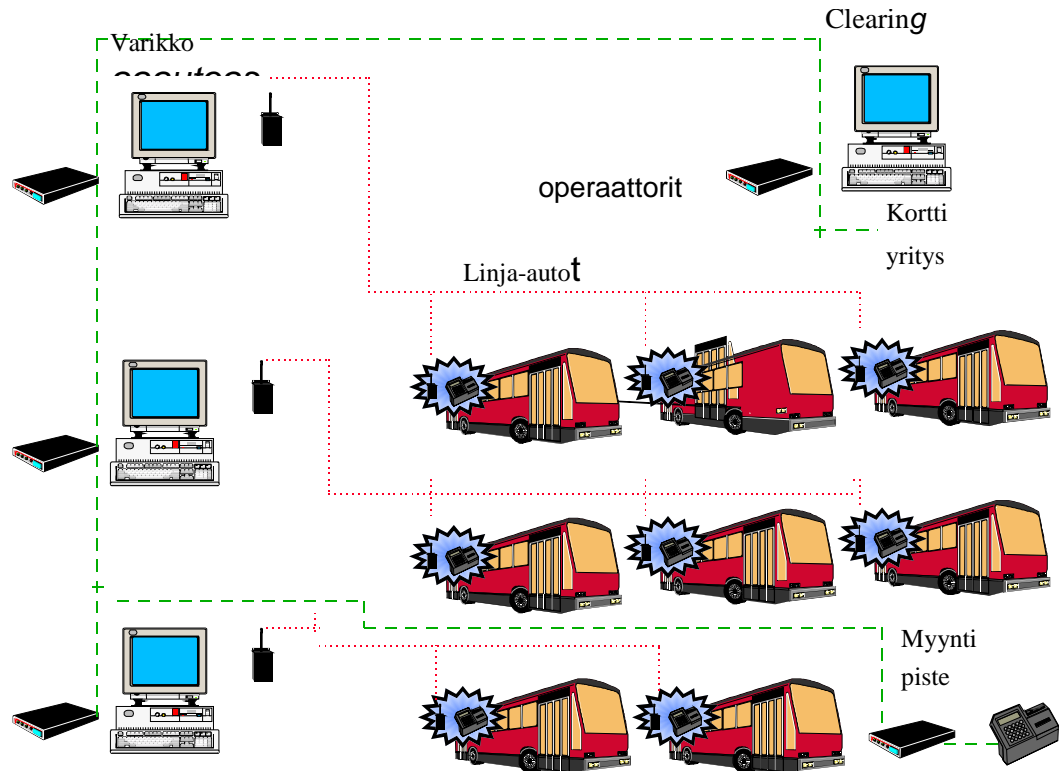 Clearing
Varikko
operaattorit
Kortti
yritys
Linja-autot
Myynti
piste